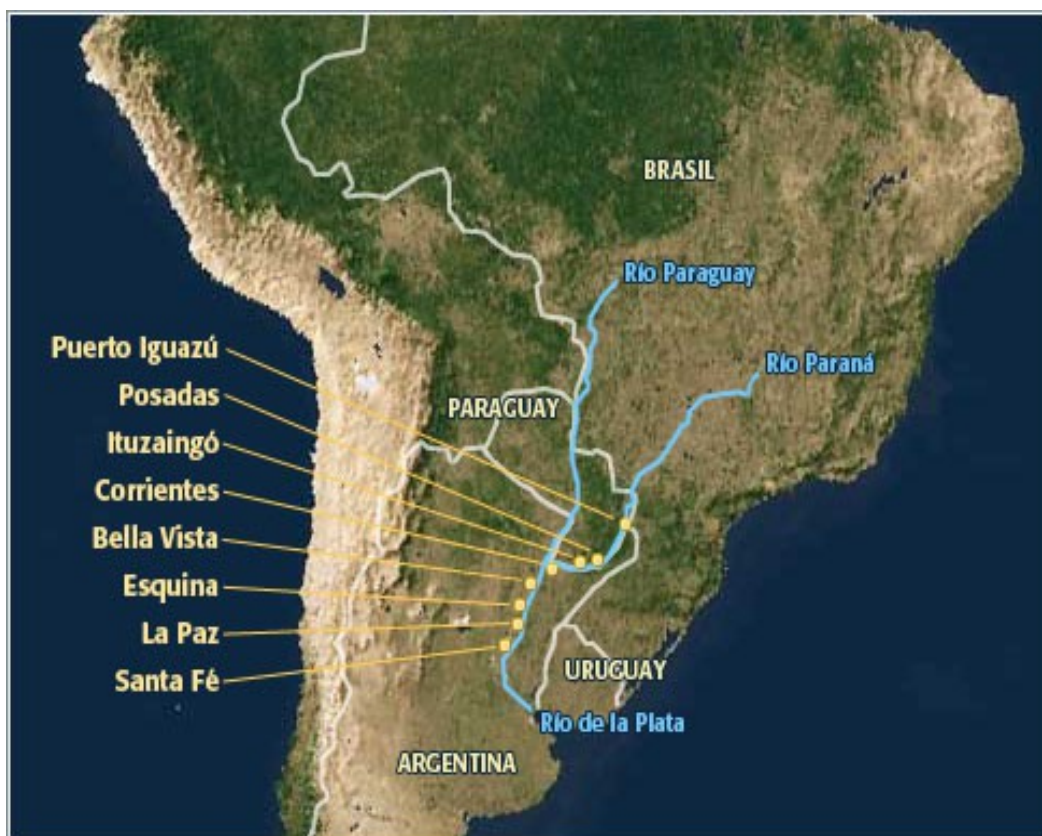 BRASIL
Río Paraguay
Puerto Iguazú
Río Paraná
Posadas
PARAGUAY
Ituzaingó
Corrientes
Bella Vista
Esquina
La Paz
Santa Fé
URUGUAY
Río de la Plata
ARGENTINA